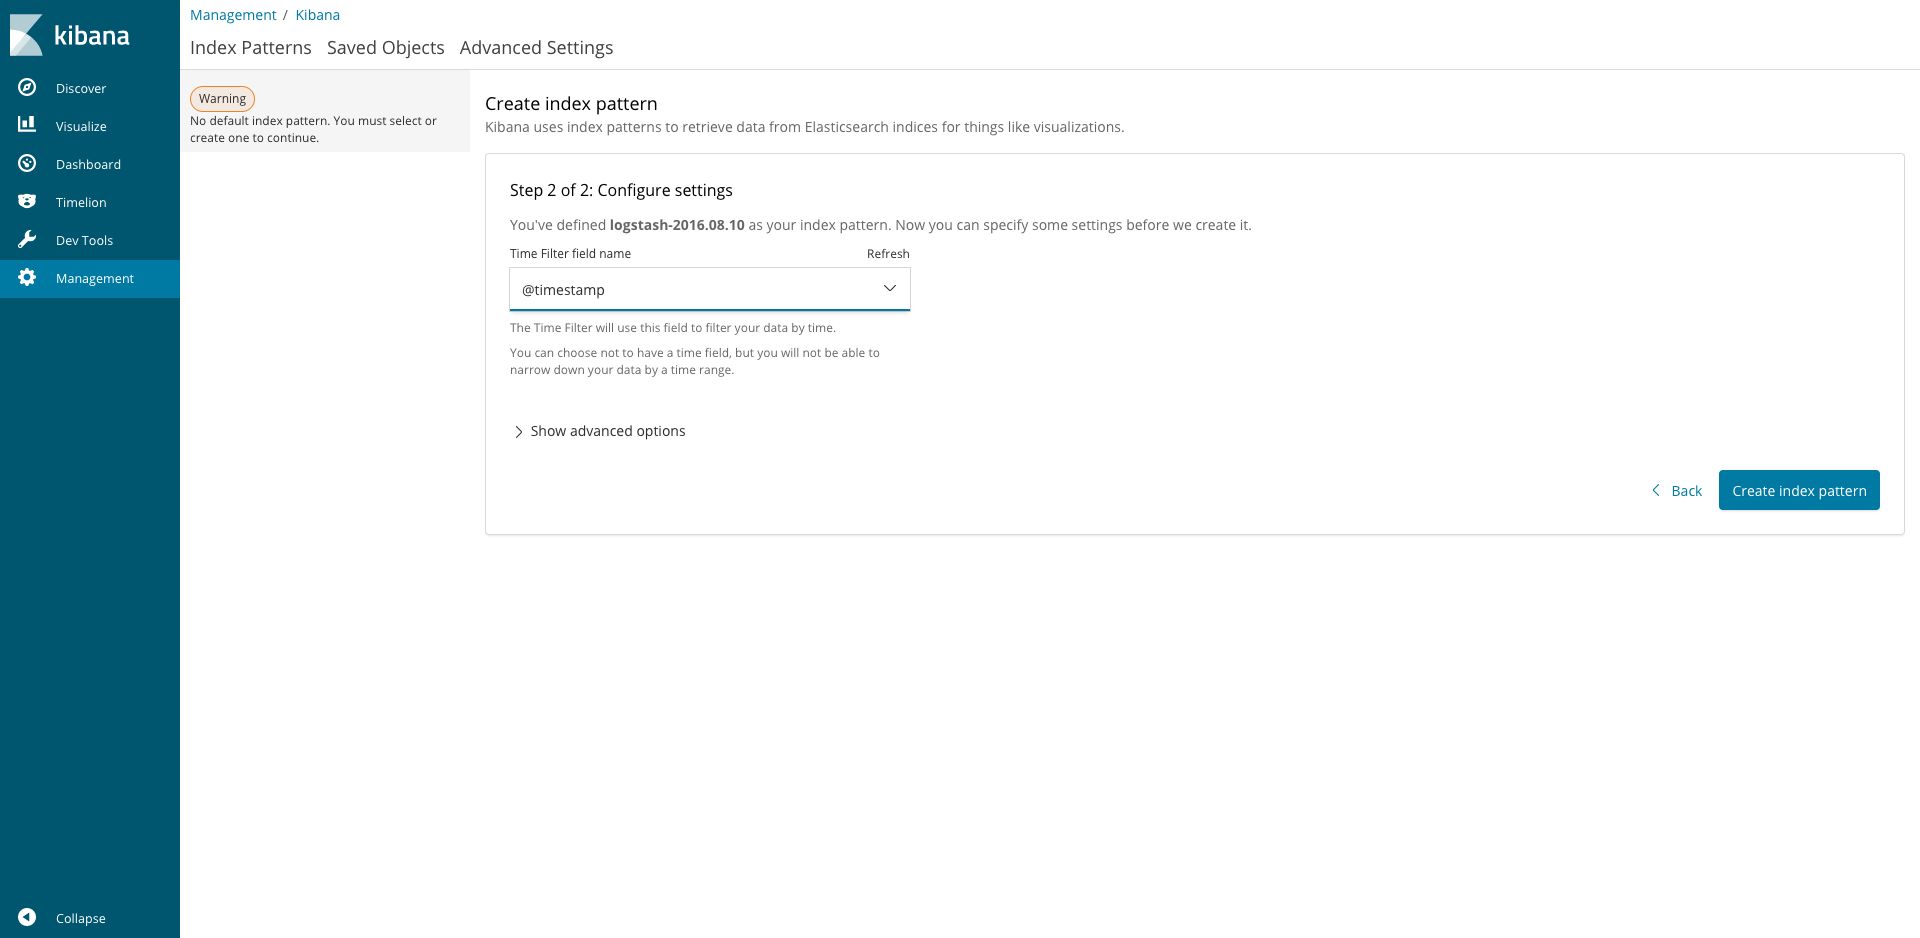 kibana
Discover
Visualize
Dashboard
Timelion
Dev Tools
Management
Collapse
Management / Kibana
Index Patterns Saved Objects Advanced Settings
Warning
No default index pattern. You must select or
create one to continue.
Create index pattern
Kibana uses index patterns to retrieve data from Elasticsearch indices for things like visualizations.
Step 2 of 2: Configure settings
You've defined logstash-2016.08.10 as your index pattern. Now you can specify some settings before we create it.
Time Filter field name Refresh
@timestamp
The Time Filter will use this field to filter your data by time.
You can choose not to have a time field, but you will not be able to
narrow down your data by a time range.
Show advanced options
Back Create index pattern